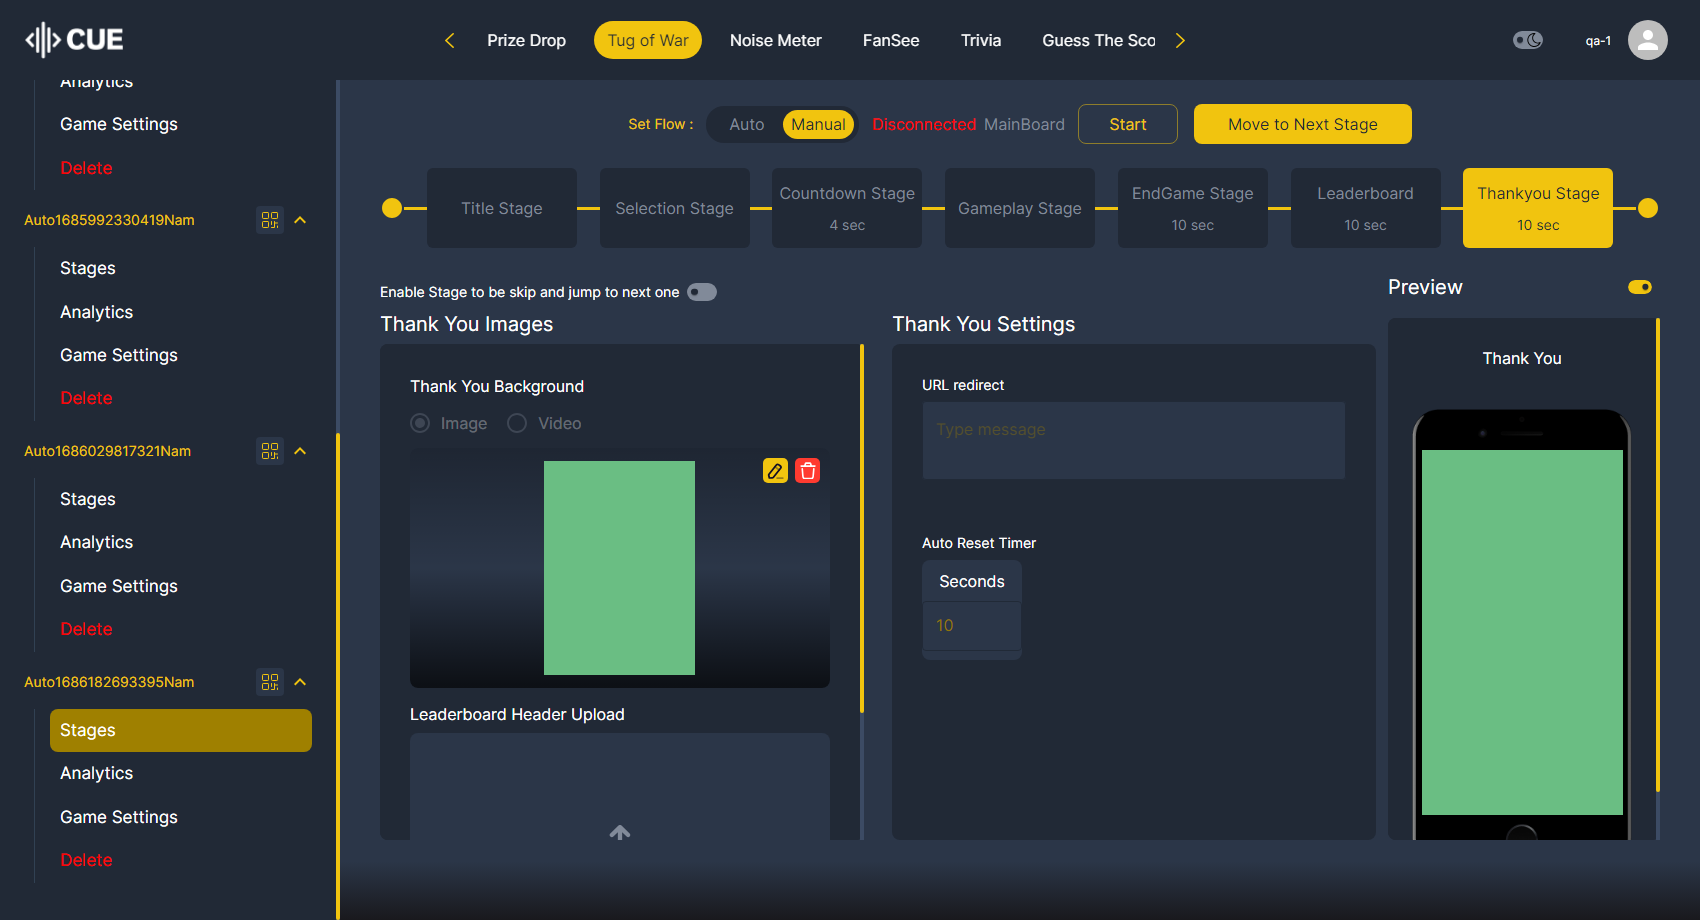 CUE
Prize Drop
Tug of War
Noise Meter
FanSee
Trivia
Guess The Sco
qa-1
Analytics
Game Settings
Delete
Auto1685992330419Nam
Stages
Analytics
Game Settings
Delete
Auto1686029817321Nam
Stages
Analytics
Game Settings
Delete
Auto1686182693395Nam
Stages
Analytics
Game Settings
Delete
Set Flow :
Auto
Manual
Disconnected MainBoard
Start
Move to Next Stage
Title Stage
Selection Stage
Countdown Stage
4 sec
Gameplay Stage
EndGame Stage
10 sec
Leaderboard
10 sec
Thankyou Stage
10 sec
Enable Stage to be skip and jump to next one
Thank You Images
Thank You Background
Image
Video
Leaderboard Header Upload
Thank You Settings
URL redirect
Type message
Auto Reset Timer
Seconds
10
Preview
Thank You